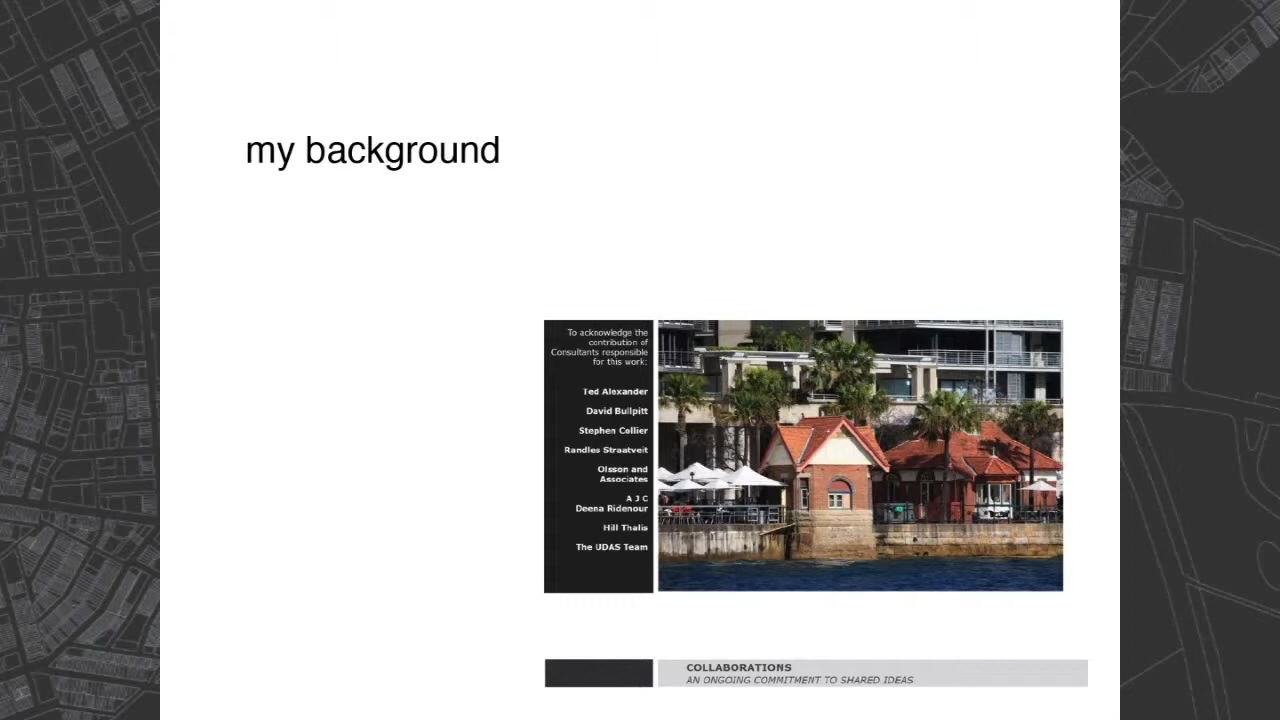 my background
To acknowledge the
contribution of
Consultants responsible
for this work:
Ted Alexander
David Bullpitt
Stephen Collier
Randles Straatveit
Olsson and
Associates
A J C
Deena Ridenour
Hill Thalis
The UDAS Team
COLLABORATIONS
AN ONGOING COMMITMENT TO SHARED IDEAS